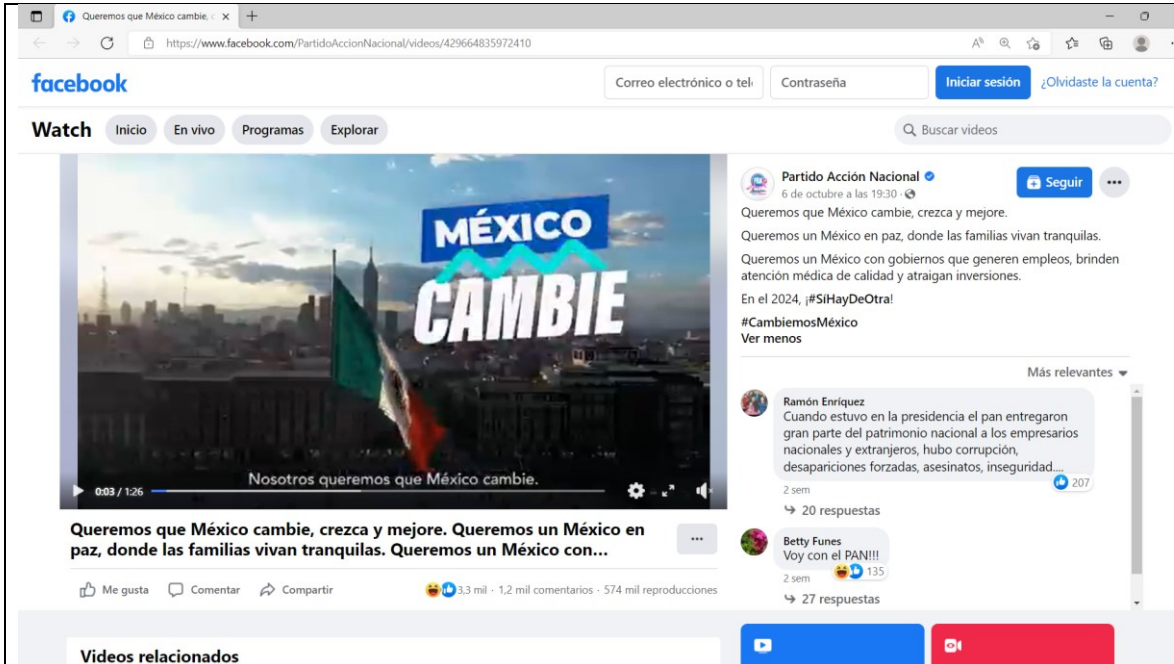 Queremos que México cambie, c
https://www.facebook.com/PartidoAccionNacional/videos/429664835972410
facebook
Correo electrónico o tel
Contraseña
Iniciar sesión
¿Olvidaste la cuenta?
Watch
Inicio
En vivo
Programas
Explorar
Buscar videos
MÉXICO
CAMBIE
Nosotros queremos que México cambie.
0:03 / 1:26
Queremos que México cambie, crezca y mejore. Queremos un México en
paz, donde las familias vivan tranquilas. Queremos un México con...
Me gusta
Comentar
Compartir
3,3 mil · 1,2 mil comentarios · 574 mil reproducciones
Videos relacionados
Partido Acción Nacional
6 de octubre a las 19:30 ·
Seguir
Queremos que México cambie, crezca y mejore.
Queremos un México en paz, donde las familias vivan tranquilas.
Queremos un México con gobiernos que generen empleos, brinden
atención médica de calidad y atraigan inversiones.
En el 2024, ¡#SíHayDeOtra!
#CambiemosMéxico
Ver menos
Más relevantes
Ramón Enríquez
Cuando estuvo en la presidencia el pan entregaron
gran parte del patrimonio nacional a los empresarios
nacionales y extranjeros, hubo corrupción,
desapariciones forzadas, asesinatos, inseguridad....
207
2 sem
20 respuestas
Betty Funes
Voy con el PAN!!!
135
2 sem
27 respuestas